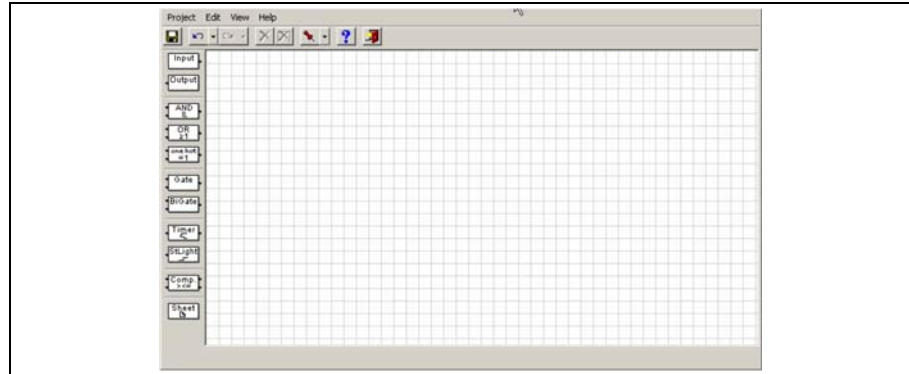 Project Edit View Help
?
Input
Output
AND
&
OR
≥1
one hot
=1
Gate
BiGate
Timer
StLight
Comp.
><=
Sheet